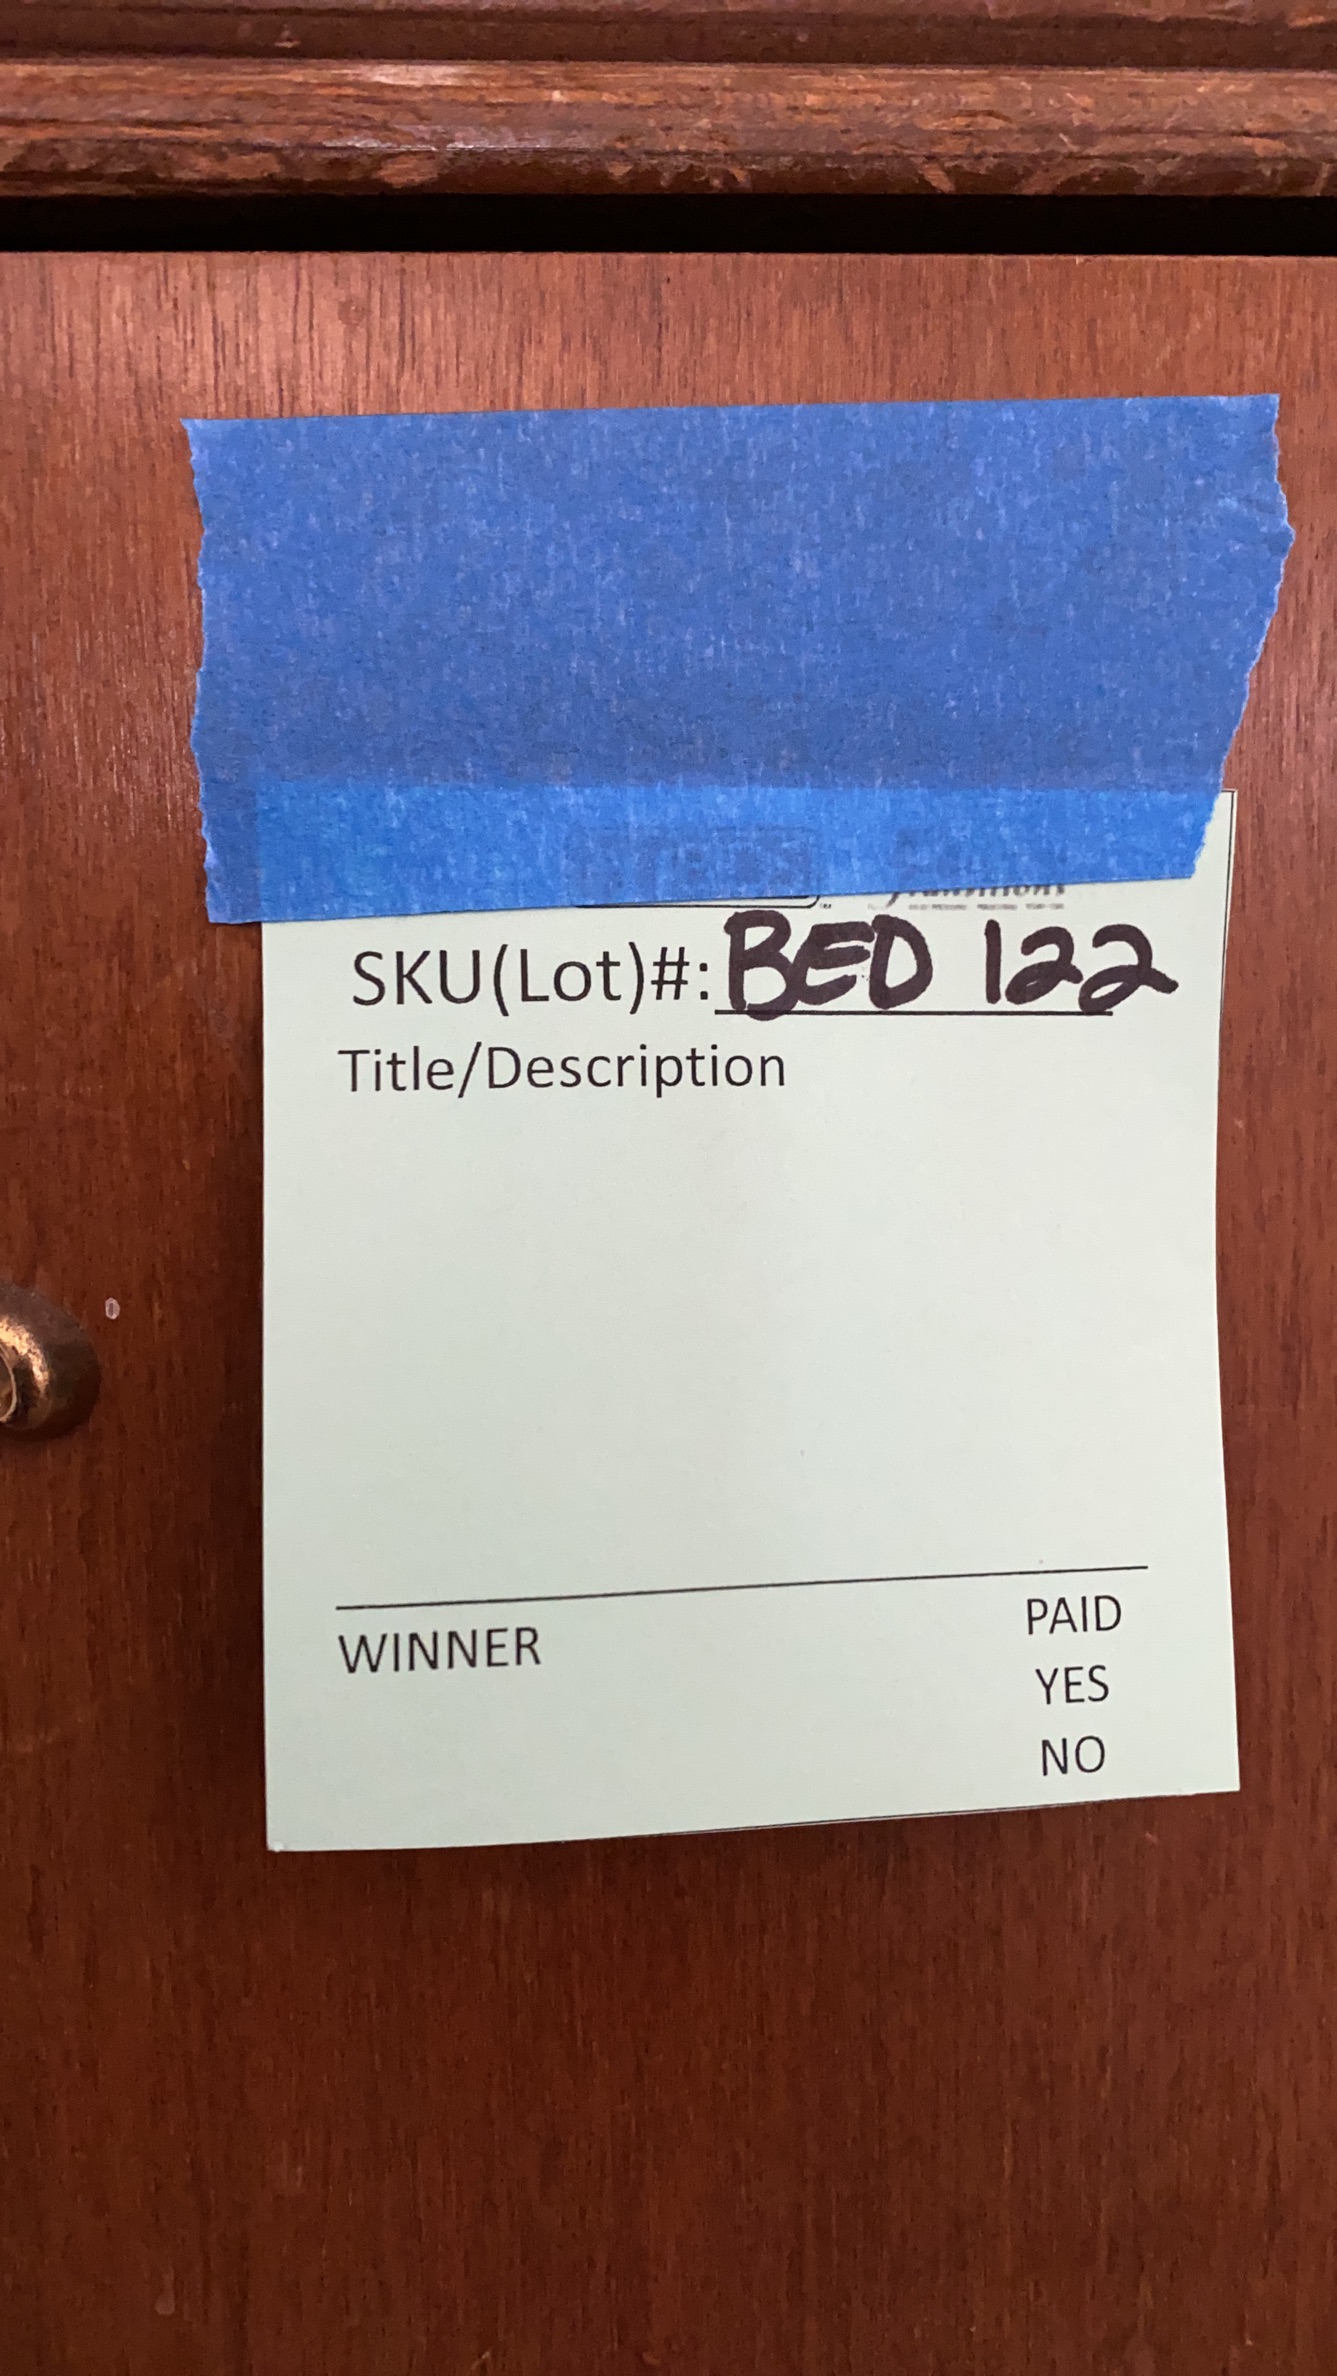 SKU(Lot)#: BED 122
Title/Description
WINNER
PAID
YES
NO